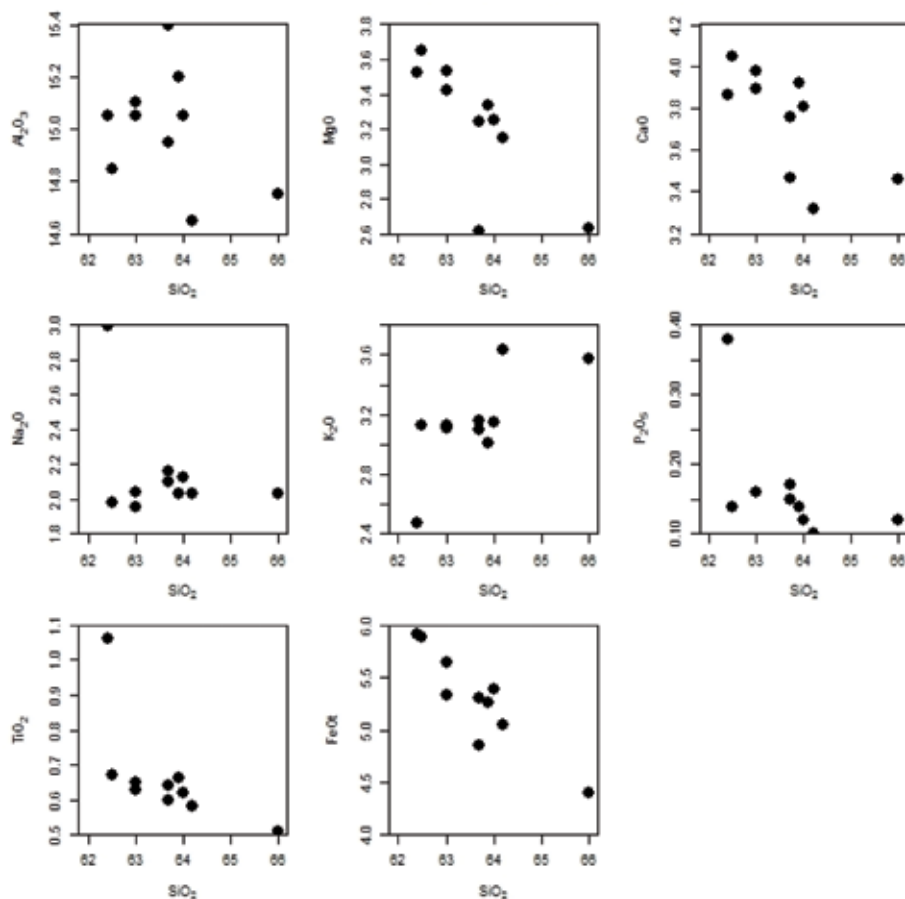 Al₂O₃
15.4
15.2
15.0
14.8
14.6
62 63 64 65 66
SiO₂
MgO
3.8
3.6
3.4
3.2
3.0
2.8
2.6
62 63 64 65 66
SiO₂
CaO
4.2
4.0
3.8
3.6
3.4
3.2
62 63 64 65 66
SiO₂
Na₂O
3.0
2.8
2.6
2.4
2.2
2.0
1.8
62 63 64 65 66
SiO₂
K₂O
3.6
3.2
2.8
2.4
62 63 64 65 66
SiO₂
P₂O₅
0.40
0.30
0.20
0.10
62 63 64 65 66
SiO₂
TiO₂
1.1
1.0
0.9
0.8
0.7
0.6
0.5
62 63 64 65 66
SiO₂
FeOt
6.0
5.5
5.0
4.5
4.0
62 63 64 65 66
SiO₂